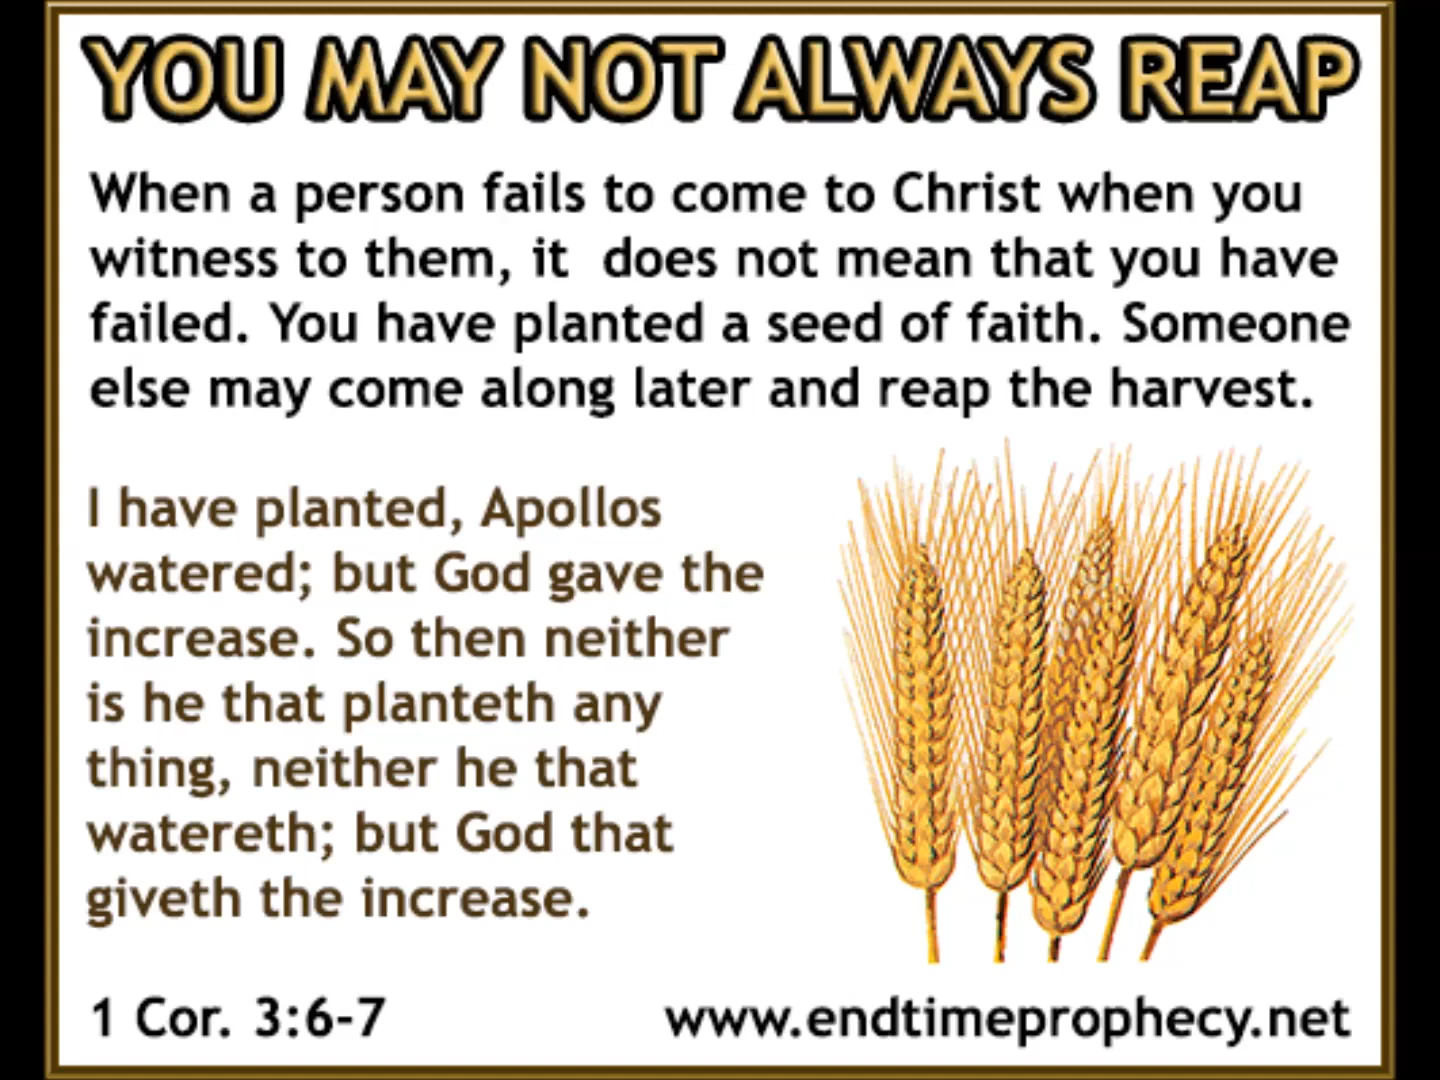 YOU MAY NOT ALWAYS REAP
When a person fails to come to Christ when you
witness to them, it does not mean that you have
failed. You have planted a seed of faith. Someone
else may come along later and reap the harvest.
I have planted, Apollos
watered; but God gave the
increase. So then neither
is he that planteth any
thing, neither he that
watereth; but God that
giveth the increase.
1 Cor. 3:6-7
www.endtimeprophecy.net